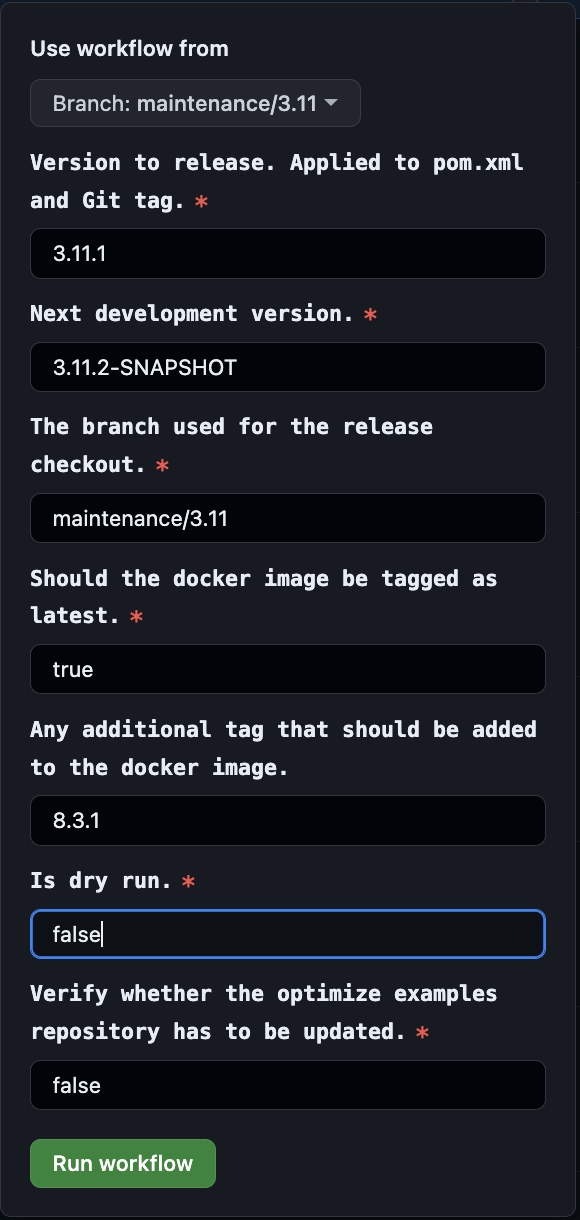 Use workflow from
Branch: maintenance/3.11
Version to release. Applied to pom.xml
and Git tag. *
3.11.1
Next development version. *
3.11.2-SNAPSHOT
The branch used for the release
checkout. *
maintenance/3.11
Should the docker image be tagged as
latest. *
true
Any additional tag that should be added
to the docker image.
8.3.1
Is dry run. *
false
Verify whether the optimize examples
repository has to be updated. *
false
Run workflow